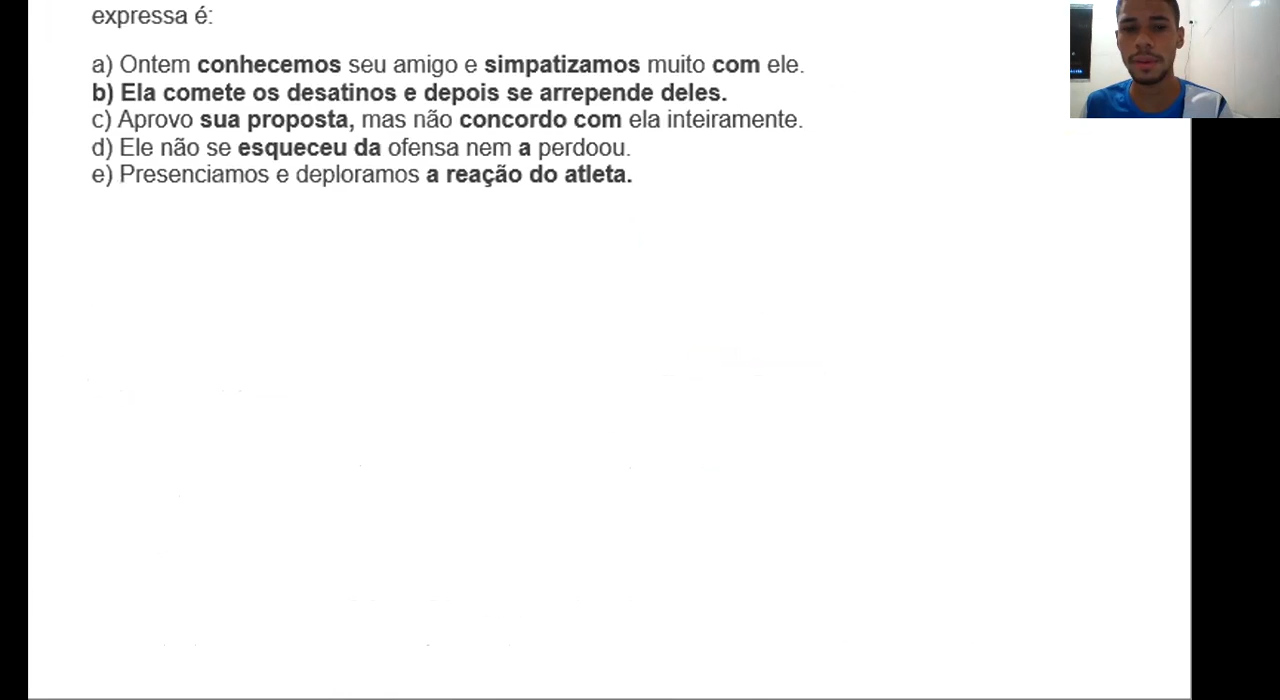 expressa é:
a) Ontem conhecemos seu amigo e simpatizamos muito com ele.
b) Ela comete os desatinos e depois se arrepende deles.
c) Aprovo sua proposta, mas não concordo com ela inteiramente.
d) Ele não se esqueceu da ofensa nem a perdoou.
e) Presenciamos e deploramos a reação do atleta.